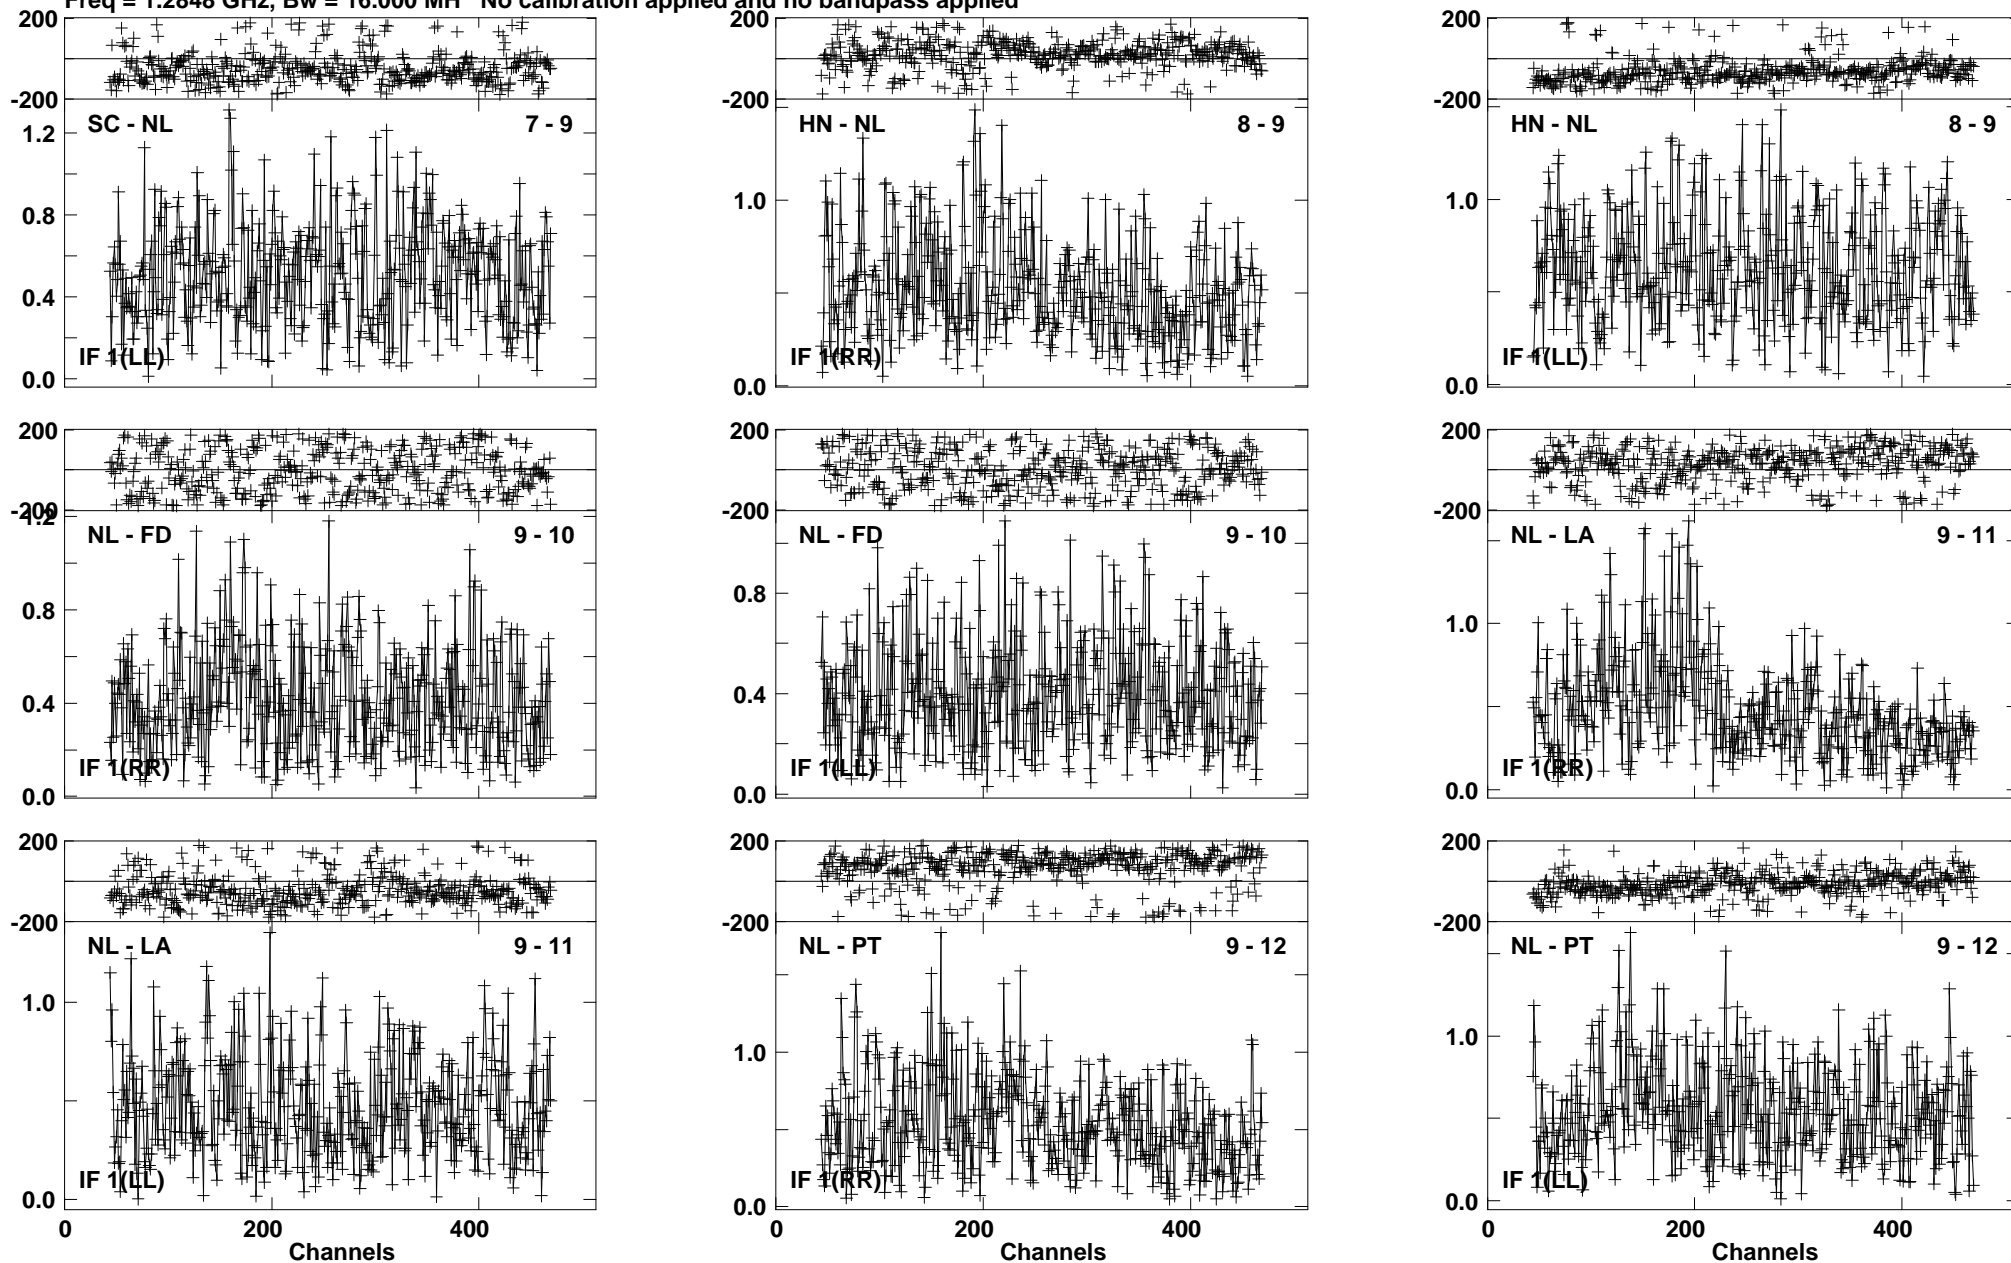 Freq = 1.2848 GHz, Bw = 16.000 MH No calibration applied and no bandpass applied
200
-200
SC - NL 7 - 9
1.2
0.8
0.4
0.0
IF 1(LL)
200
-200
HN - NL 8 - 9
1.0
0.0
IF 1(RR)
200
-200
HN - NL 8 - 9
1.0
0.0
IF 1(LL)
200
-200
1.2
NL - FD 9 - 10
0.8
0.4
0.0
IF 1(RR)
200
-200
NL - FD 9 - 10
0.8
0.4
0.0
IF 1(LL)
200
-200
NL - LA 9 - 11
1.0
0.0
IF 1(RR)
200
-200
NL - LA 9 - 11
1.0
0.0
IF 1(LL)
0 200 400
Channels
200
-200
NL - PT 9 - 12
1.0
0.0
IF 1(RR)
0 200 400
Channels
200
-200
NL - PT 9 - 12
1.0
0.0
IF 1(LL)
0 200 400
Channels